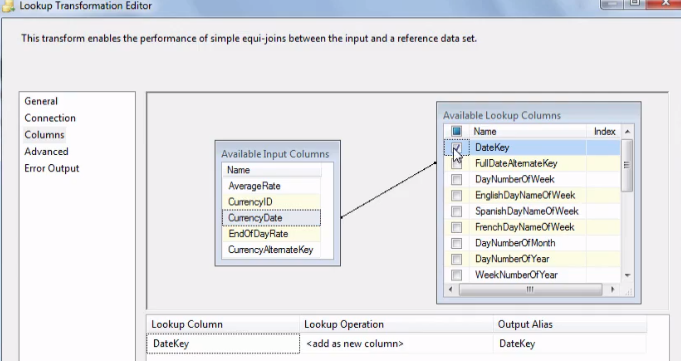 Lookup Transformation Editor
This transform enables the performance of simple equi-joins between the input and a reference data set.
General
Connection
Columns
Advanced
Error Output
Available Input Columns
Name
AverageRate
CurrencyID
CurrencyDate
EndOfDayRate
CurrencyAlternateKey
Available Lookup Columns
Name Index
DateKey
FullDateAlternateKey
DayNumberOfWeek
EnglishDayNameOfWeek
SpanishDayNameOfWeek
FrenchDayNameOfWeek
DayNumberOfMonth
DayNumberOfYear
WeekNumberOfYear
Lookup Column Lookup Operation Output Alias
DateKey <add as new column> DateKey